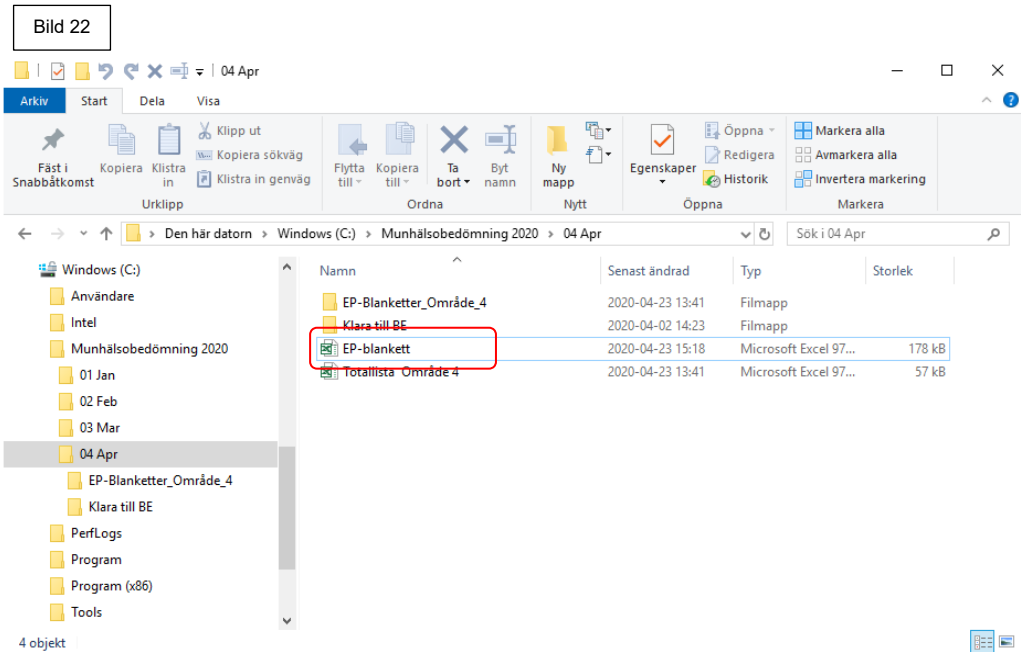 Bild 22
04 Apr
Arkiv Start Dela Visa
Fäst i Snabbåtkomst
Kopiera
Klistra in
Klipp ut
Kopiera sökväg
Klistra in genväg
Urklipp
Flytta till
Kopiera till
Ta bort
Byt namn
Ordna
Ny mapp
Nytt
Egenskaper
Öppna
Redigera
Historik
Öppna
Markera alla
Avmarkera alla
Invertera markering
Markera
Den här datorn > Windows (C:) > Munhälsobedömning 2020 > 04 Apr
Sök i 04 Apr
Windows (C:)
Användare
Intel
Munhälsobedömning 2020
01 Jan
02 Feb
03 Mar
04 Apr
EP-Blanketter_Område_4
Klara till BE
PerfLogs
Program
Program (x86)
Tools
Namn Senast ändrad Typ Storlek
EP-Blanketter_Område_4 2020-04-23 13:41 Filmapp
Klara till BE 2020-04-02 14:23 Filmapp
EP-blankett 2020-04-23 15:18 Microsoft Excel 97... 178 kB
Totallista Område 4 2020-04-23 13:41 Microsoft Excel 97... 57 kB
4 objekt